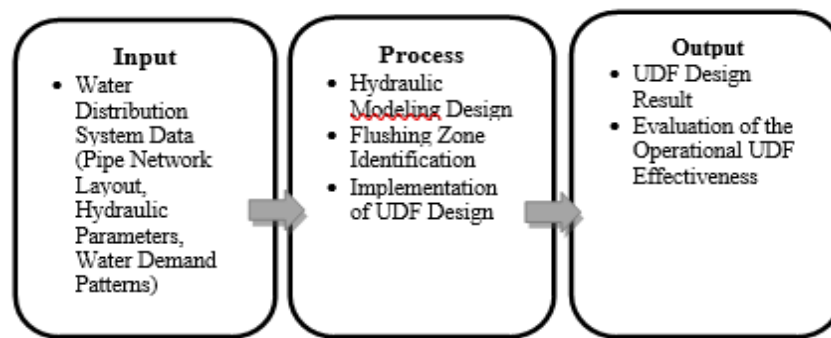 Input
• Water
Distribution
System Data
(Pipe Network
Layout,
Hydraulic
Parameters,
Water Demand
Patterns)
Process
• Hydraulic
Modeling Design
• Flushing Zone
Identification
• Implementation
of UDF Design
Output
• UDF Design
Result
• Evaluation of the
Operational UDF
Effectiveness